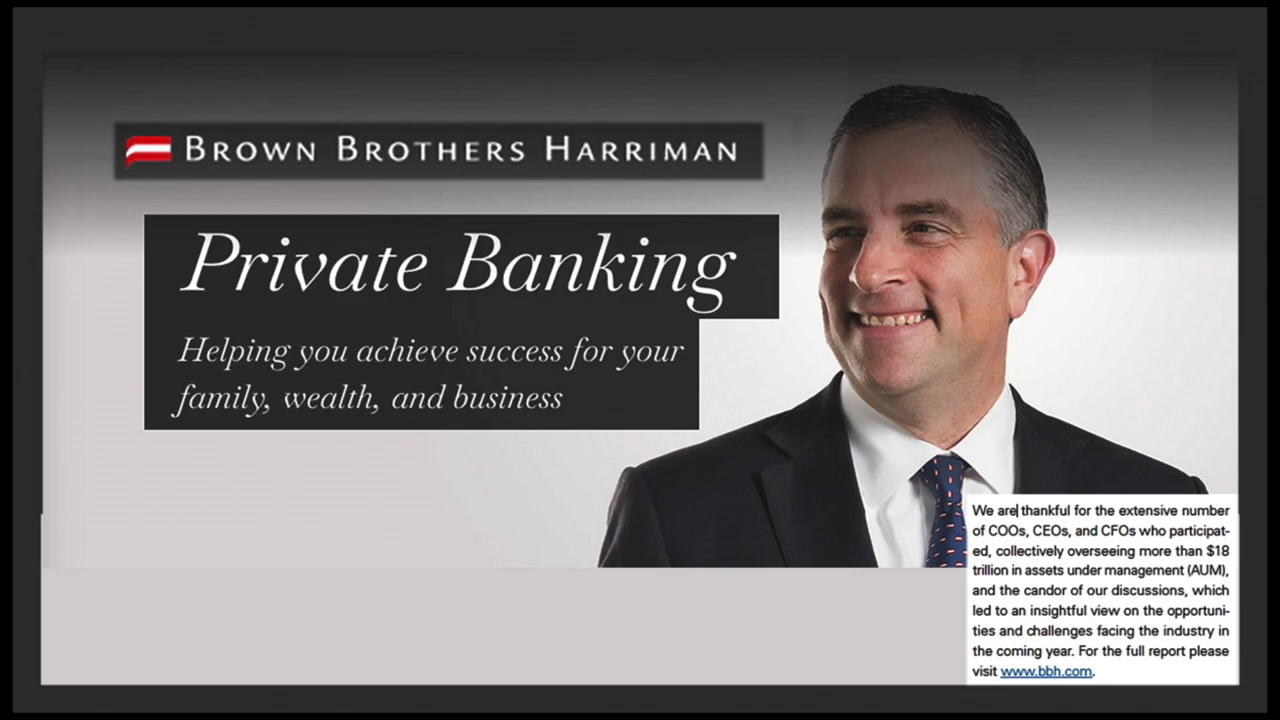 BROWN BROTHERS HARRIMAN
Private Banking
Helping you achieve success for your
family, wealth, and business
We are thankful for the extensive number
of COOs, CEOs, and CFOs who participat-
ed, collectively overseeing more than $18
trillion in assets under management (AUM),
and the candor of our discussions, which
led to an insightful view on the opportuni-
ties and challenges facing the industry in
the coming year. For the full report please
visit www.bbh.com.